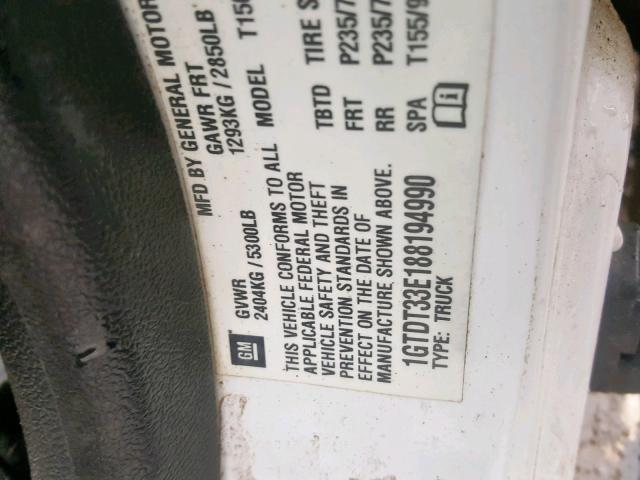 MFD BY GENERAL MOTOR
GVWR GAWR FRT
2404KG/5300LB 1293KG/2850LB
GM
THIS VEHICLE CONFORMS TO ALL
APPLICABLE FEDERAL MOTOR
VEHICLE SAFETY AND THEFT
PREVENTION STANDARDS IN
EFFECT ON THE DATE OF
MANUFACTURE SHOWN ABOVE.
1GTDT33E188194990
TYPE: TRUCK
MODEL
TBTD TIRE S
FRT P235/7
RR P235/7
SPA T155/9